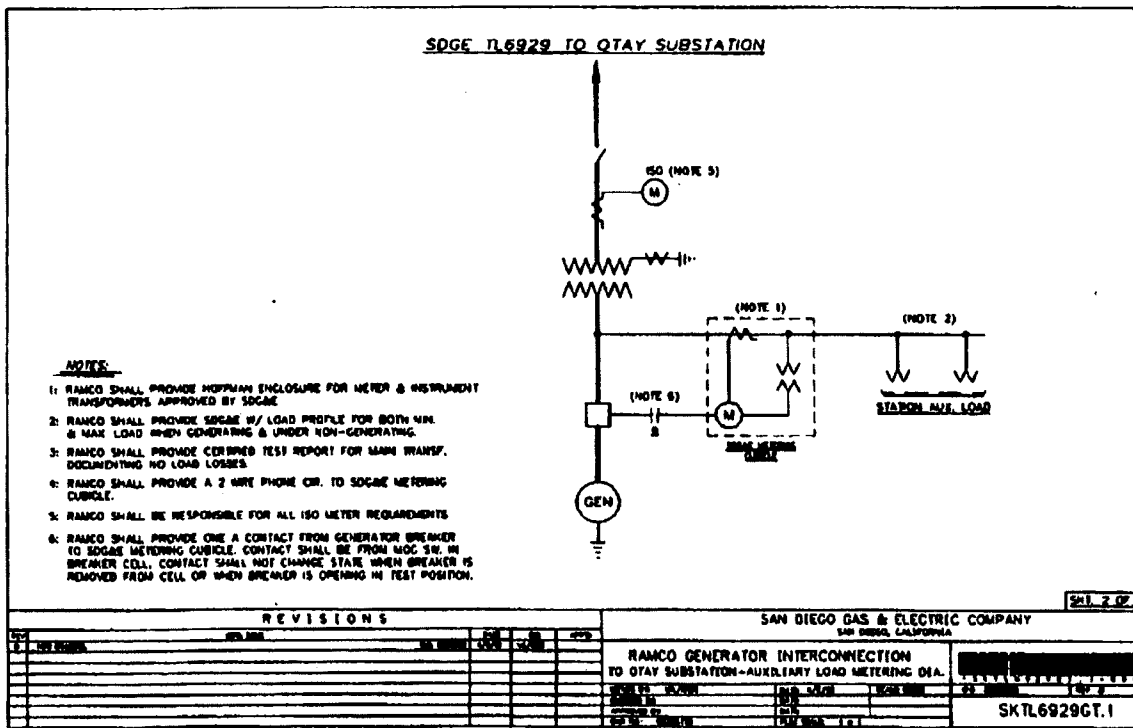 SDGE TL6929 TO OTAY SUBSTATION
ISO (NOTE 5)
M
(NOTE 1)
(NOTE 2)
(NOTE 6)
M
STATION AUX. LOAD
GEN
NOTES:
1: RAMCO SHALL PROVIDE HOFFMAN ENCLOSURE FOR METER & INSTRUMENT
TRANSFORMERS APPROVED BY SDG&E
2: RAMCO SHALL PROVIDE SDG&E W/ LOAD PROFILE FOR BOTH MIN.
& MAX LOAD WHEN GENERATING & UNDER NON-GENERATING.
3: RAMCO SHALL PROVIDE CERTIFIED TEST REPORT FOR MAIN TRANSF.
DOCUMENTING NO LOAD LOSSES
4: RAMCO SHALL PROVIDE A 2 WIRE PHONE CIR. TO SDG&E METERING
CUBICLE.
5: RAMCO SHALL BE RESPONSIBLE FOR ALL ISO METER REQUIREMENTS
6: RAMCO SHALL PROVIDE ONE A CONTACT FROM GENERATOR BREAKER
TO SDG&E METERING CUBICLE. CONTACT SHALL BE FROM MOC SW. IN
BREAKER CELL. CONTACT SHALL NOT CHANGE STATE WHEN BREAKER IS
REMOVED FROM CELL OR WHEN BREAKER IS OPENING IN TEST POSITION.
SHT. 2 OF
REVISIONS
SAN DIEGO GAS & ELECTRIC COMPANY
SAN DIEGO, CALIFORNIA
RAMCO GENERATOR INTERCONNECTION
TO OTAY SUBSTATION-AUXILIARY LOAD METERING DIA.
SKTL6929GT.1